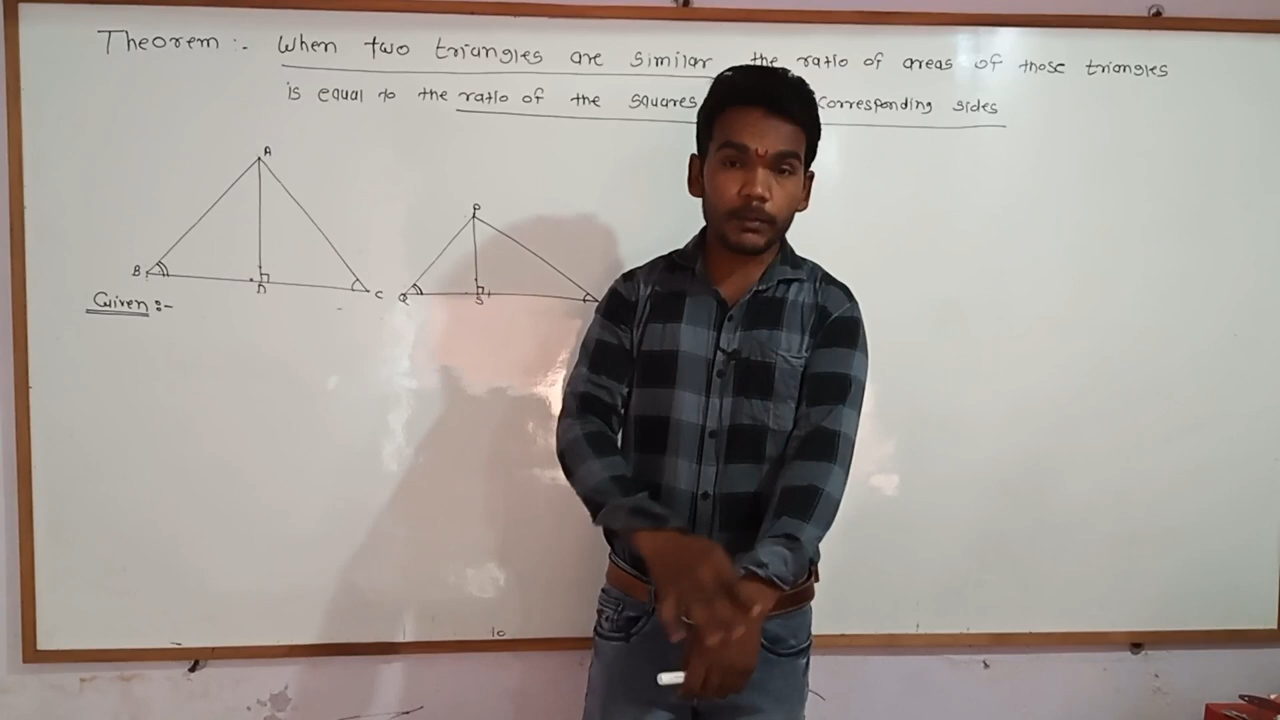 Theorem :- When two triangles are similar the ratio of areas of those triangles
is equal to the ratio of the squares corresponding sides
A
P
B
D
C
Q
S
Given :-
10